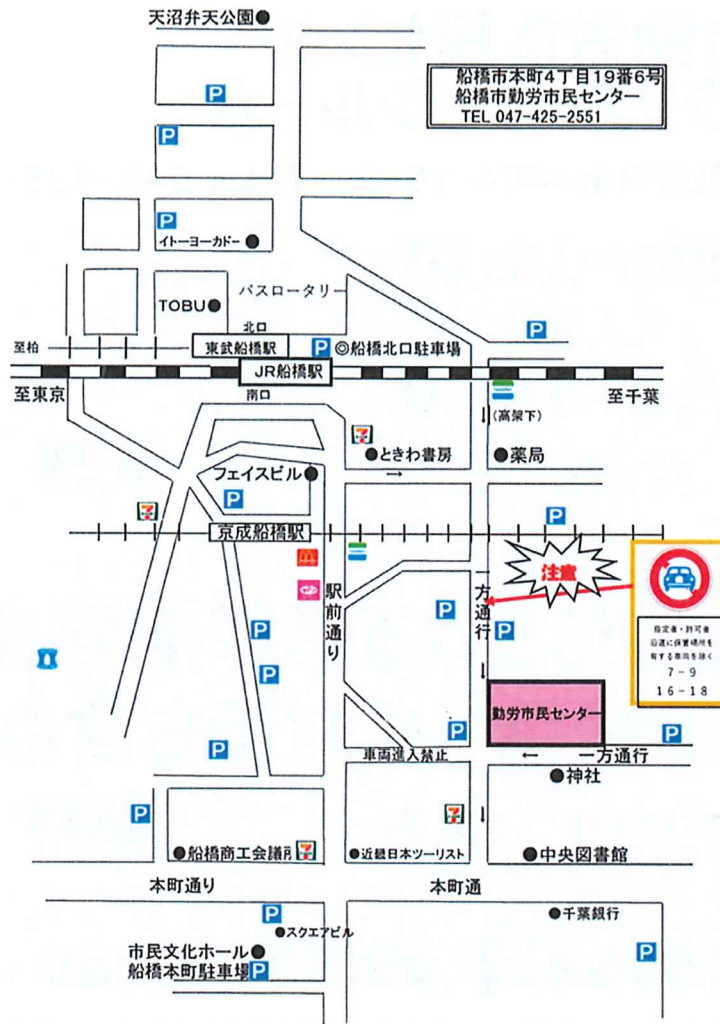 天沼弁天公園
船橋市本町4丁目19番6号
船橋市勤労市民センター
TEL 047-425-2551
P
P
P
イトーヨーカドー
TOBU
バスロータリー
北口
P
至柏
東武船橋駅
P
◎船橋北口駐車場
JR船橋駅
至東京
南口
至千葉
(高架下)
7
ときわ書房
薬局
→
フェイスビル
P
7
P
京成船橋駅
注意
駅前通り
一方通行
P
P
P
P
指定車・許可車
沿道に保管場所を
有する車両を除く
7-9
16-18
勤労市民センター
P
P
P
車両進入禁止
← 一方通行
神社
P
7
船橋商工会議所
7
近畿日本ツーリスト
中央図書館
本町通り
本町通
P
千葉銀行
スクエアビル
市民文化ホール
P
船橋本町駐車場
P